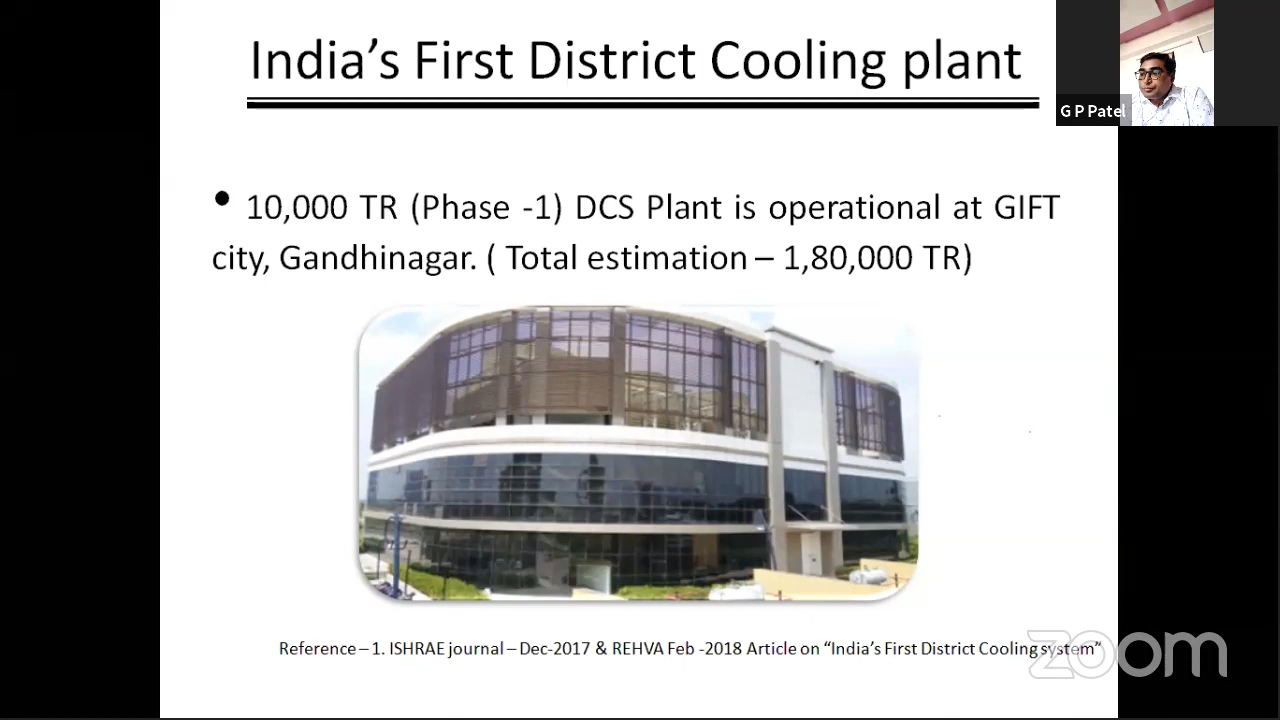 India's First District Cooling plant
G P Patel
• 10,000 TR (Phase -1) DCS Plant is operational at GIFT
city, Gandhinagar. ( Total estimation – 1,80,000 TR)
Reference – 1. ISHRAE journal – Dec-2017 & REHVA Feb -2018 Article on “India's First District Cooling system”
zoom